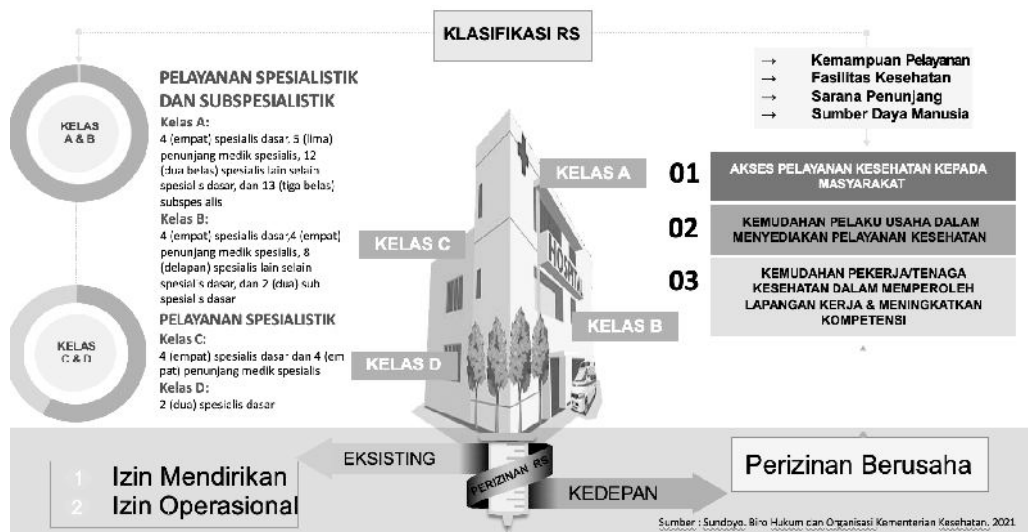 KLASIFIKASI RS
KELAS
A & B
PELAYANAN SPESIALISTIK
DAN SUBSPESIALISTIK
Kelas A:
4 (empat) spesialis dasar, 5 (lima)
penunjang medik spesialis, 12
(dua belas) spesialis lain selain
spesial s dasar, dan 13 (tiga belas)
subspes alis
Kelas B:
4 (empat) spesialis dasar,4 (empat)
penunjang medik spesialis, 8
(delapan) spesialis lain selain
spesial s dasar, dan 2 (dua) sub
spesial s dasar
KELAS
C & D
PELAYANAN SPESIALISTIK
Kelas C:
4 (empat) spesialis dasar dan 4 (em
pat) penunjang medik spesialis
Kelas D:
2 (dua) spesialis dasar
KELAS A
KELAS C
KELAS B
KELAS D
HOSPITAL
→ Kemampuan Pelayanan
→ Fasilitas Kesehatan
→ Sarana Penunjang
→ Sumber Daya Manusia
01 AKSES PELAYANAN KESEHATAN KEPADA
MASYARAKAT
02 KEMUDAHAN PELAKU USAHA DALAM
MENYEDIAKAN PELAYANAN KESEHATAN
03 KEMUDAHAN PEKERJA/TENAGA
KESEHATAN DALAM MEMPEROLEH
LAPANGAN KERJA & MENINGKATKAN
KOMPETENSI
1 Izin Mendirikan
2 Izin Operasional
EKSISTING
PERIZINAN RS
KEDEPAN
Perizinan Berusaha
Sumber : Sundoyo, Biro Hukum dan Organisasi Kementerian Kesehatan, 2021